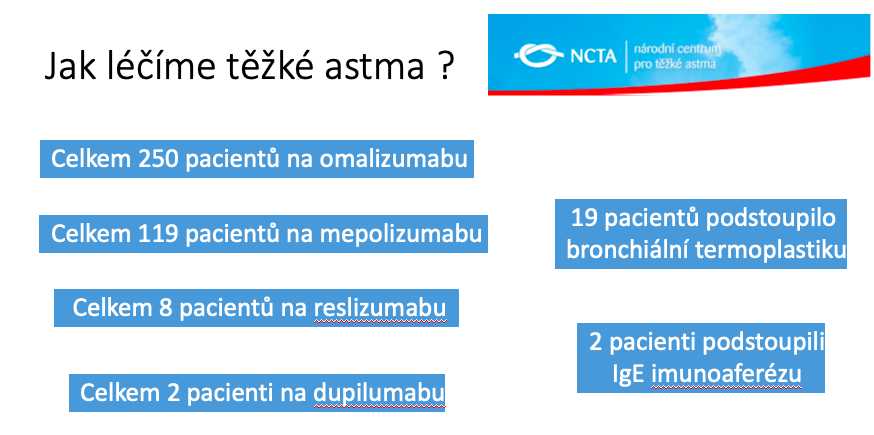 Jak léčíme těžké astma ?
NCTA
národní centrum
pro těžké astma
Celkem 250 pacientů na omalizumabu
Celkem 119 pacientů na mepolizumabu
Celkem 8 pacientů na reslizumabu
Celkem 2 pacienti na dupilumabu
19 pacientů podstoupilo
bronchiální termoplastiku
2 pacienti podstoupili
IgE imunoaferézu